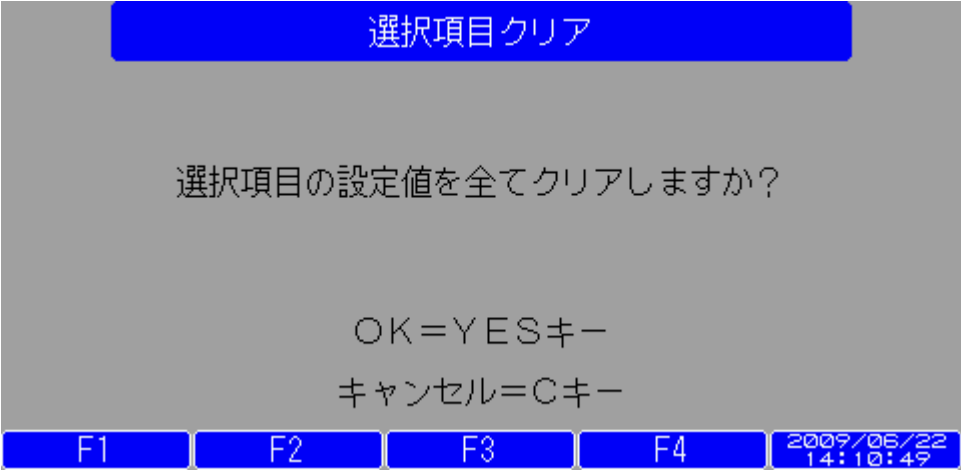 選択項目クリア
選択項目の設定値を全てクリアしますか？
ＯＫ＝ＹＥＳキー
キャンセル＝Ｃキー
F1 F2 F3 F4 2009/06/22
14:10:49